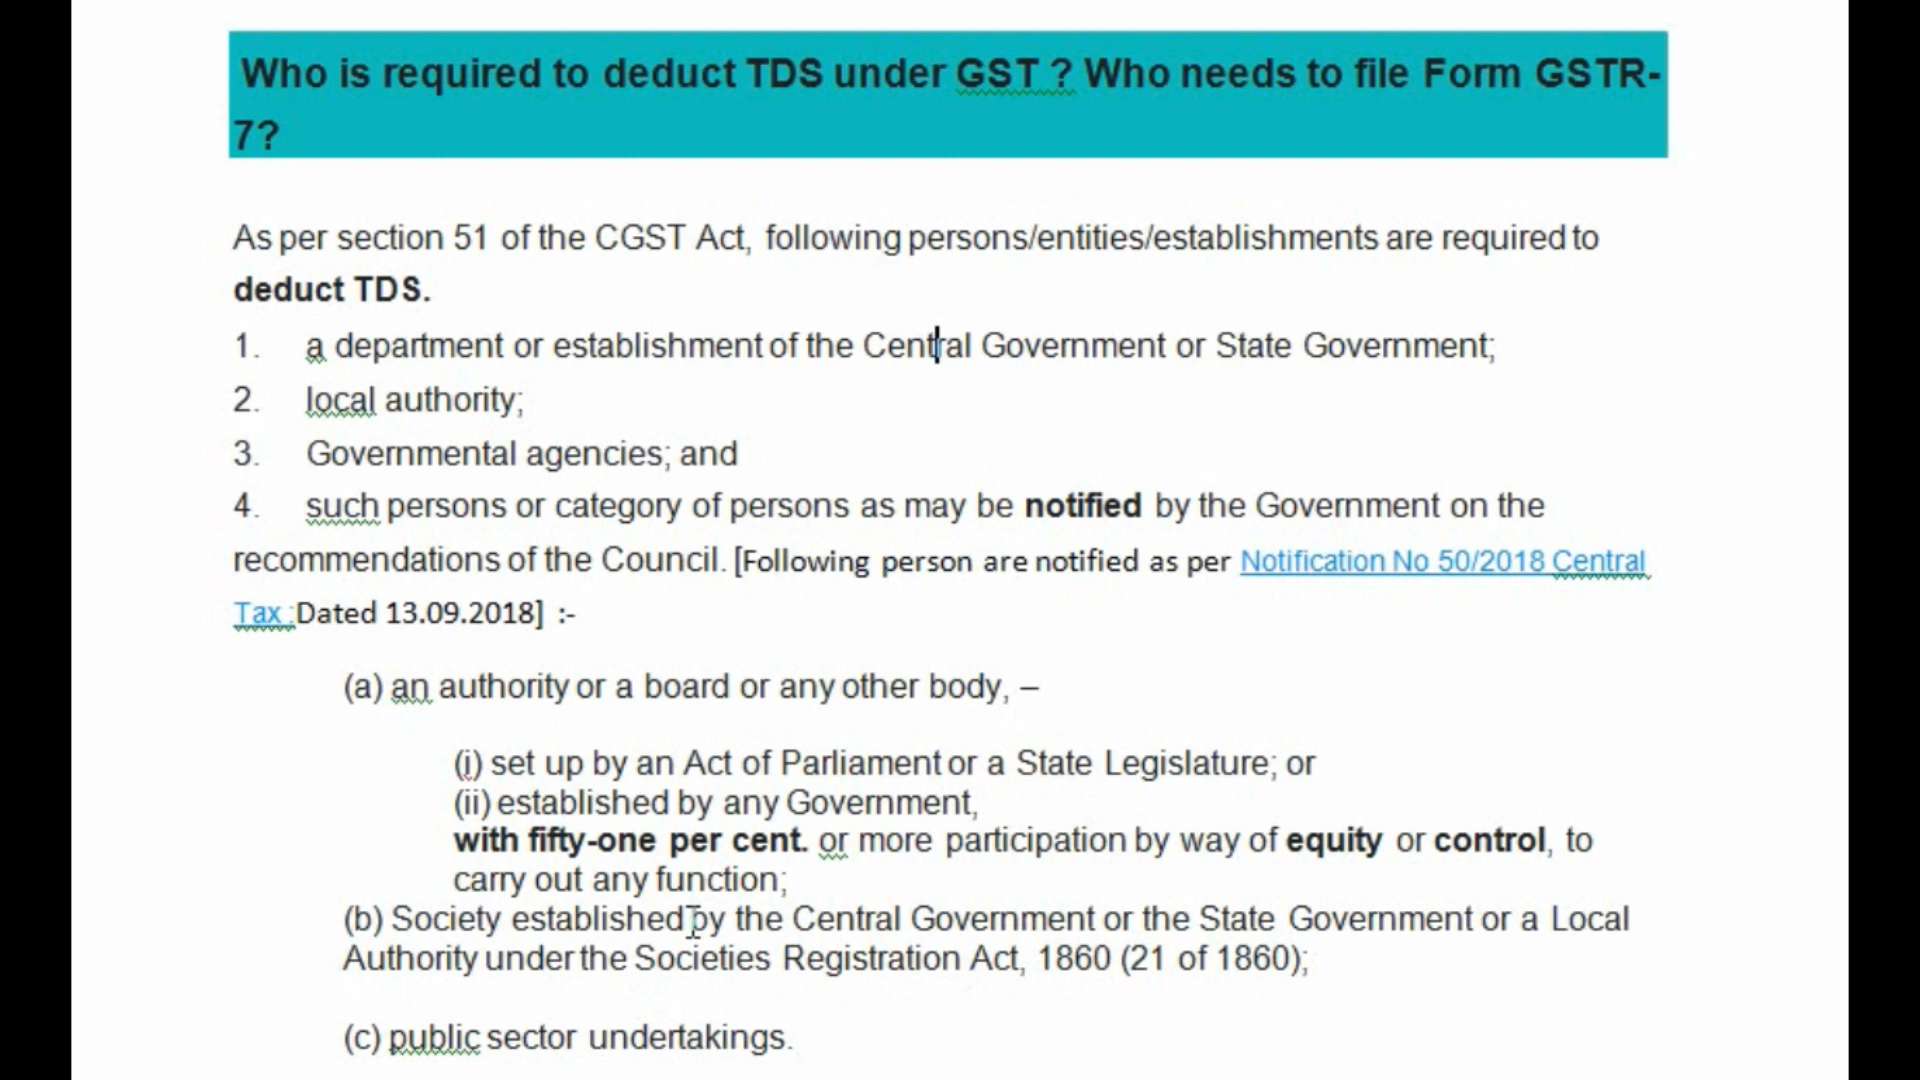 Who is required to deduct TDS under GST ? Who needs to file Form GSTR-
7?
As per section 51 of the CGST Act, following persons/entities/establishments are required to
deduct TDS.
1. a department or establishment of the Central Government or State Government;
2. local authority;
3. Governmental agencies; and
4. such persons or category of persons as may be notified by the Government on the
recommendations of the Council. [Following person are notified as per Notification No 50/2018 Central
Tax :Dated 13.09.2018] :-
(a) an authority or a board or any other body, –
(i) set up by an Act of Parliament or a State Legislature; or
(ii) established by any Government,
with fifty-one per cent. or more participation by way of equity or control, to
carry out any function;
(b) Society established by the Central Government or the State Government or a Local
Authority under the Societies Registration Act, 1860 (21 of 1860);
(c) public sector undertakings.